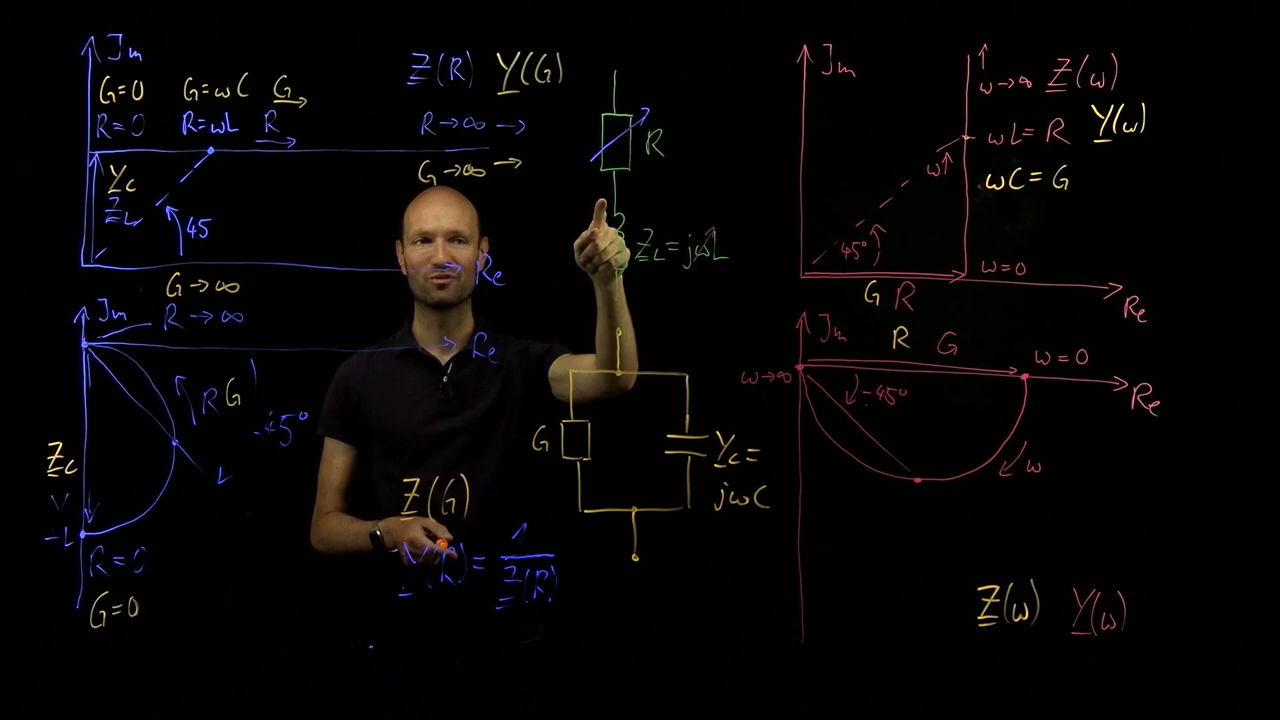 Im
G=0 G=ωC G
R=0 R=ωL R
Y_C
Z_L
45
Re
Z(R) Y(G)
R→∞
G→∞
R
Z_L=jωL
G→∞
R→∞
Im
Re
R G
-45°
Z_C
R=0
G=0
Z(G)
Y(R)= 1/Z(R)
G
Y_C=
jωC
Im
ω→∞ Z(ω)
ωL=R Y(ω)
ω
ωC=G
45°
ω=0
G R
Re
Im
R G
ω=0
ω→∞
-45°
Re
ω
Z(ω) Y(ω)